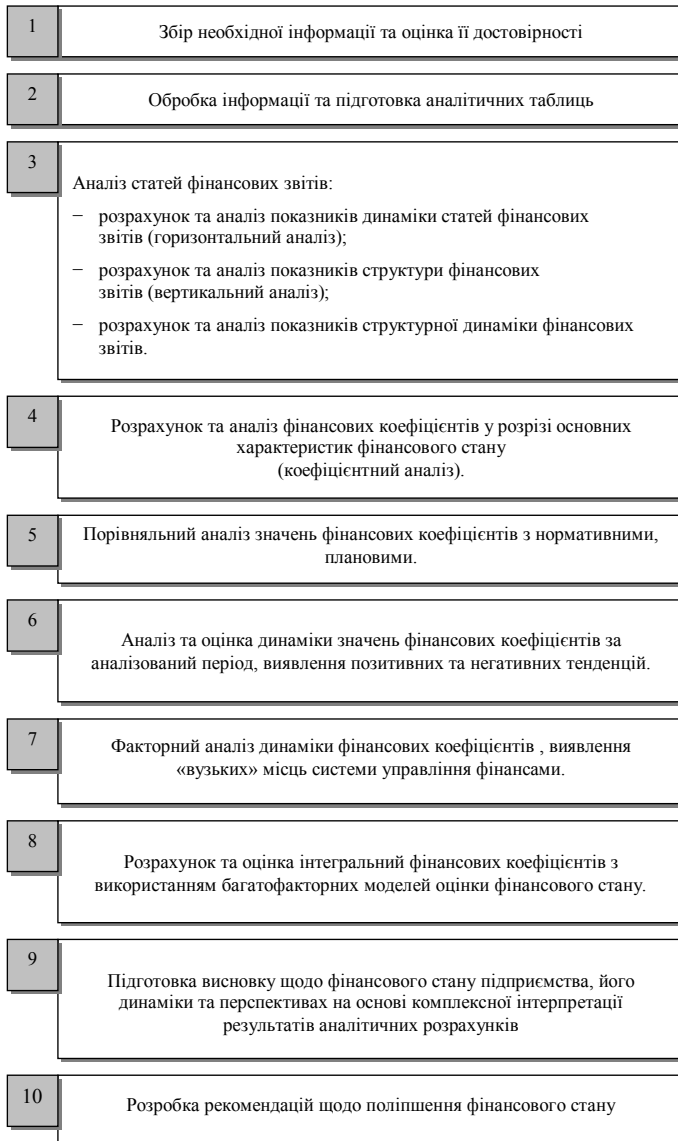 1
Збір необхідної інформації та оцінка її достовірності
2
Обробка інформації та підготовка аналітичних таблиць
3
Аналіз статей фінансових звітів:
− розрахунок та аналіз показників динаміки статей фінансових
звітів (горизонтальний аналіз);
− розрахунок та аналіз показників структури фінансових
звітів (вертикальний аналіз);
− розрахунок та аналіз показників структурної динаміки фінансових
звітів.
4
Розрахунок та аналіз фінансових коефіцієнтів у розрізі основних
характеристик фінансового стану
(коефіцієнтний аналіз).
5
Порівняльний аналіз значень фінансових коефіцієнтів з нормативними,
плановими.
6
Аналіз та оцінка динаміки значень фінансових коефіцієнтів за
аналізований період, виявлення позитивних та негативних тенденцій.
7
Факторний аналіз динаміки фінансових коефіцієнтів , виявлення
«вузьких» місць системи управління фінансами.
8
Розрахунок та оцінка інтегральний фінансових коефіцієнтів з
використанням багатофакторних моделей оцінки фінансового стану.
9
Підготовка висновку щодо фінансового стану підприємства, його
динаміки та перспективах на основі комплексної інтерпретації
результатів аналітичних розрахунків
10
Розробка рекомендацій щодо поліпшення фінансового стану